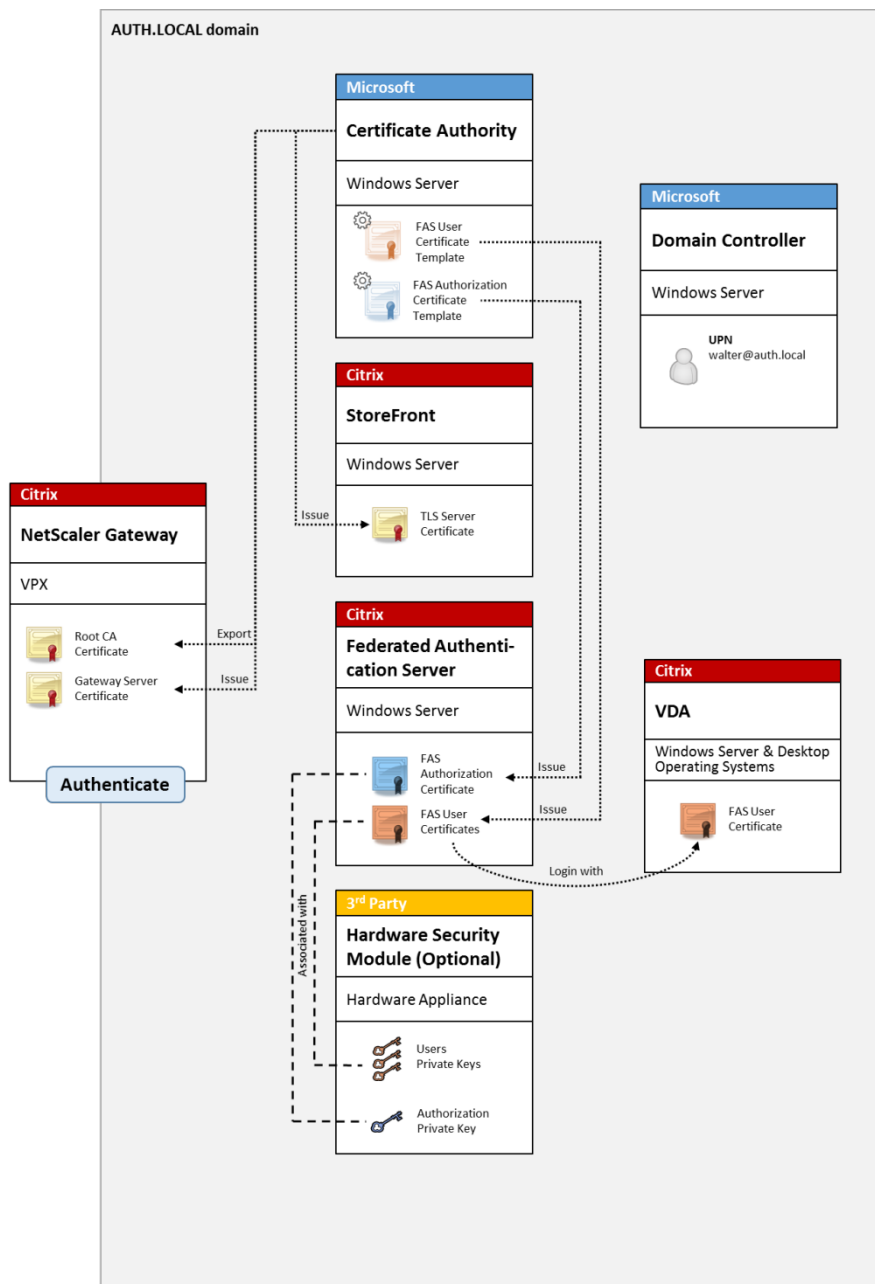 AUTH.LOCAL domain
Microsoft
Certificate Authority
Windows Server
FAS User
Certificate
Template
FAS Authorization
Certificate
Template
Microsoft
Domain Controller
Windows Server
UPN
walter@auth.local
Citrix
StoreFront
Windows Server
Issue
TLS Server
Certificate
Citrix
NetScaler Gateway
VPX
Root CA
Certificate
Export
Gateway Server
Certificate
Issue
Authenticate
Citrix
Federated Authenti-
cation Server
Windows Server
FAS
Authorization
Certificate
Issue
FAS User
Certificates
Issue
Login with
Citrix
VDA
Windows Server & Desktop
Operating Systems
FAS User
Certificate
Associated with
3rd Party
Hardware Security
Module (Optional)
Hardware Appliance
Users
Private Keys
Authorization
Private Key